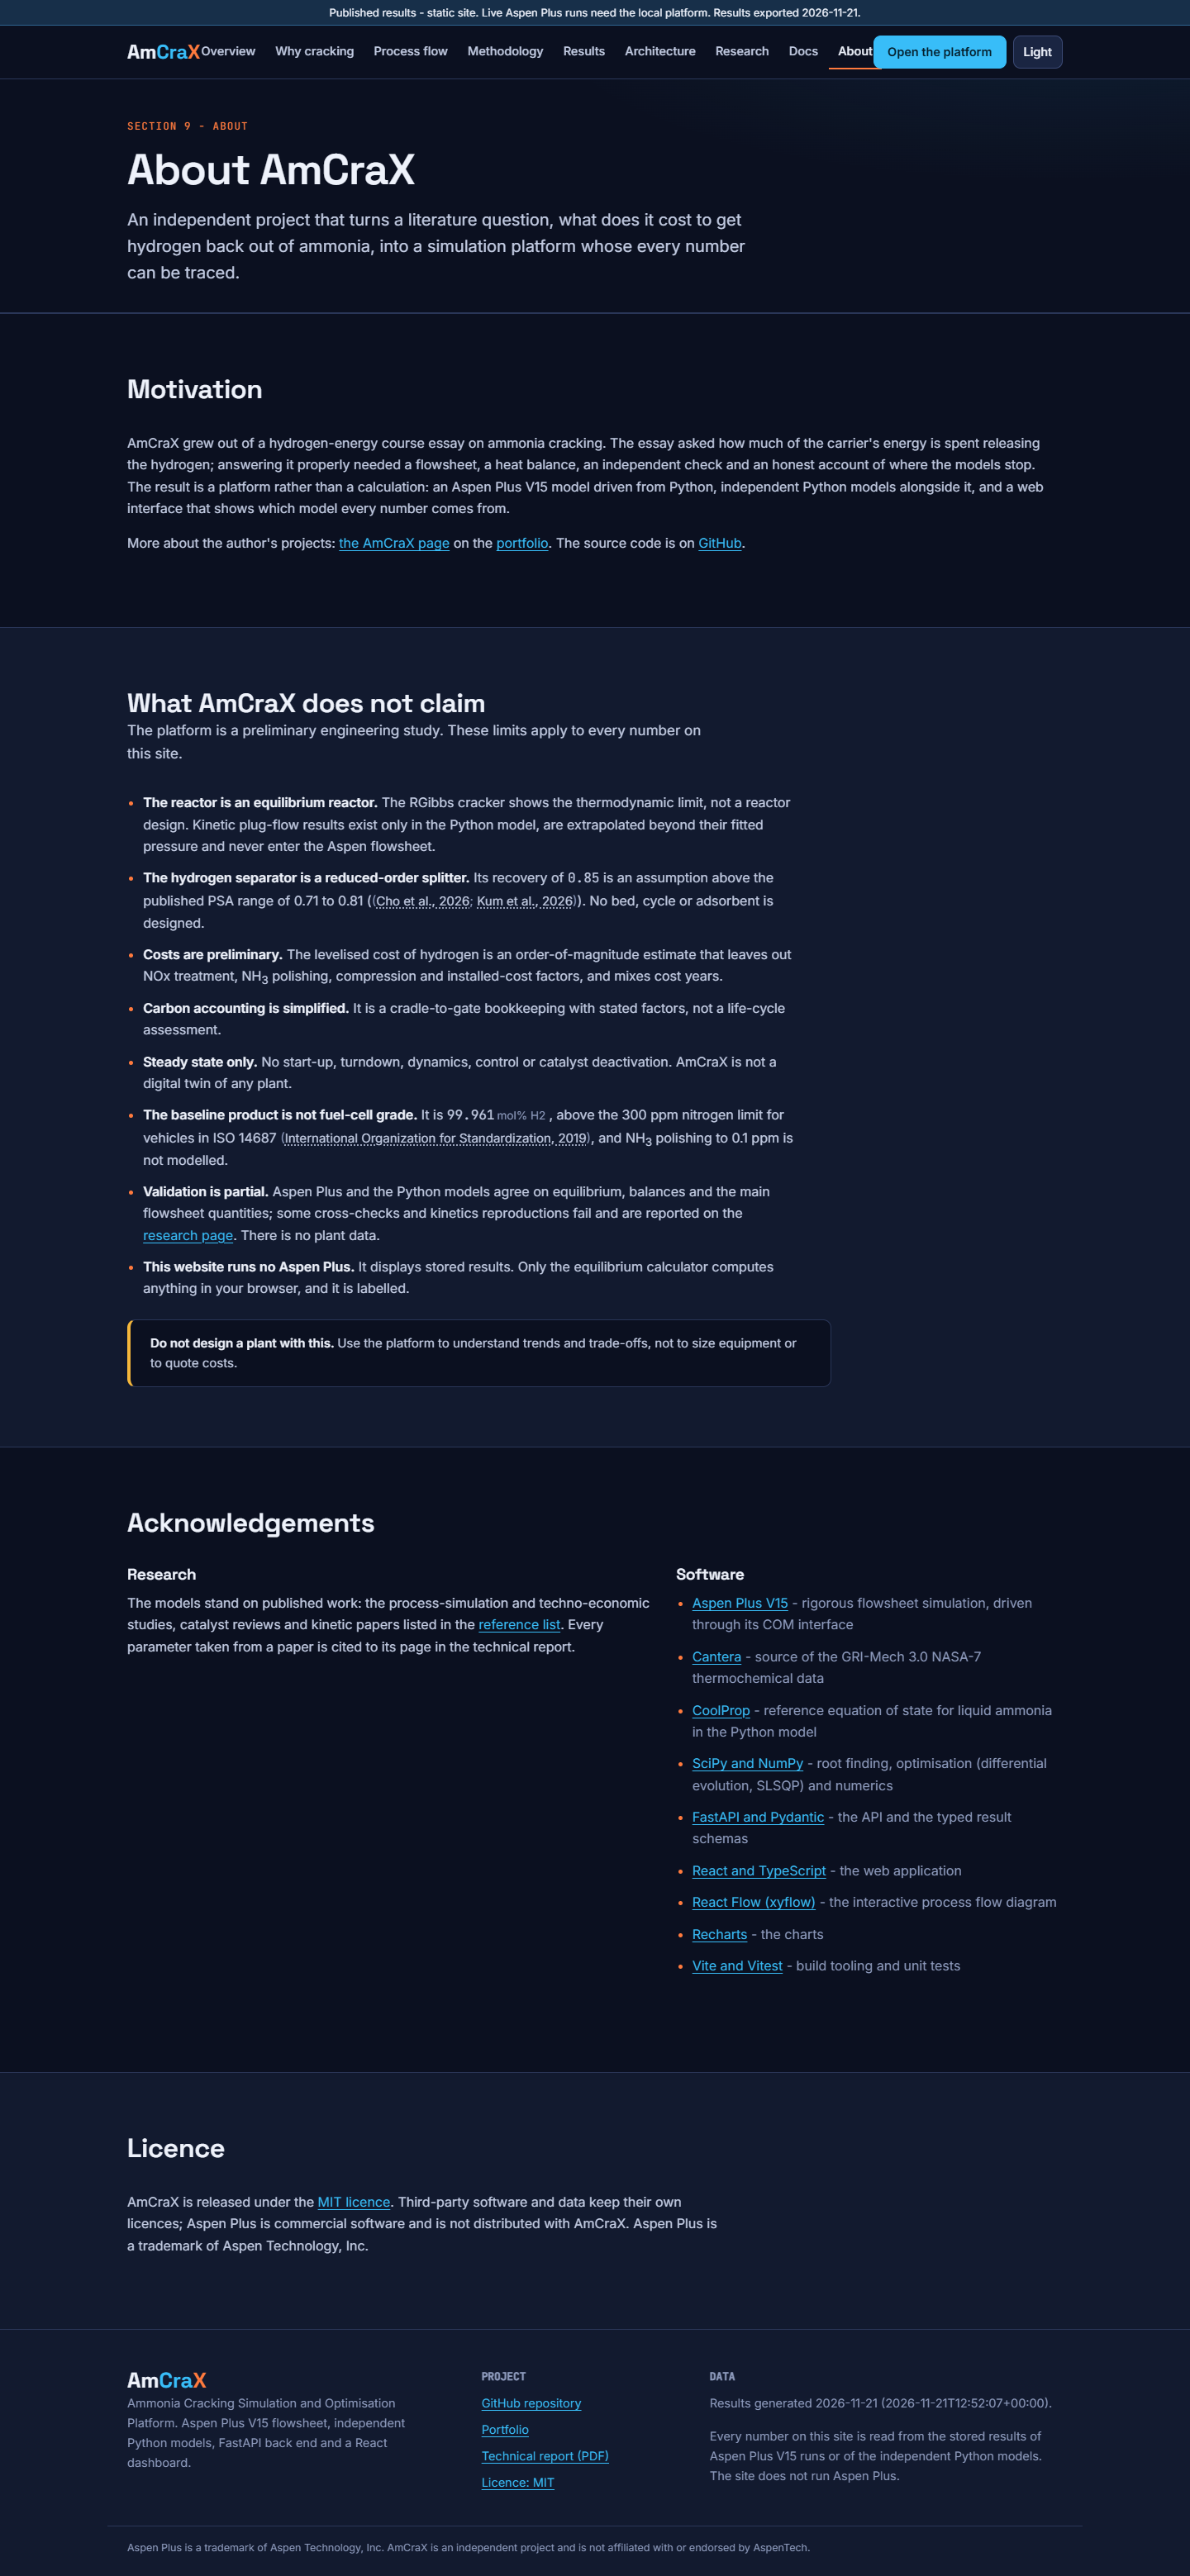 Published results - static site. Live Aspen Plus runs need the local platform. Results exported 2026-11-21.
AmCraX Overview Why cracking Process flow Methodology Results Architecture Research Docs About Open the platform Light
SECTION 9 - ABOUT
About AmCraX
An independent project that turns a literature question, what does it cost to get
hydrogen back out of ammonia, into a simulation platform whose every number
can be traced.
Motivation
AmCraX grew out of a hydrogen-energy course essay on ammonia cracking. The essay asked how much of the carrier's energy is spent releasing
the hydrogen; answering it properly needed a flowsheet, a heat balance, an independent check and an honest account of where the models stop.
The result is a platform rather than a calculation: an Aspen Plus V15 model driven from Python, independent Python models alongside it, and a web
interface that shows which model every number comes from.
More about the author's projects: the AmCraX page on the portfolio. The source code is on GitHub.
What AmCraX does not claim
The platform is a preliminary engineering study. These limits apply to every number on
this site.
• The reactor is an equilibrium reactor. The RGibbs cracker shows the thermodynamic limit, not a reactor
design. Kinetic plug-flow results exist only in the Python model, are extrapolated beyond their fitted
pressure and never enter the Aspen flowsheet.
• The hydrogen separator is a reduced-order splitter. Its recovery of 0.85 is an assumption above the
published PSA range of 0.71 to 0.81 ((Cho et al., 2026; Kum et al., 2026)). No bed, cycle or adsorbent is
designed.
• Costs are preliminary. The levelised cost of hydrogen is an order-of-magnitude estimate that leaves out
NOx treatment, NH3 polishing, compression and installed-cost factors, and mixes cost years.
• Carbon accounting is simplified. It is a cradle-to-gate bookkeeping with stated factors, not a life-cycle
assessment.
• Steady state only. No start-up, turndown, dynamics, control or catalyst deactivation. AmCraX is not a
digital twin of any plant.
• The baseline product is not fuel-cell grade. It is 99.961 mol% H2 , above the 300 ppm nitrogen limit for
vehicles in ISO 14687 (International Organization for Standardization, 2019), and NH3 polishing to 0.1 ppm is
not modelled.
• Validation is partial. Aspen Plus and the Python models agree on equilibrium, balances and the main
flowsheet quantities; some cross-checks and kinetics reproductions fail and are reported on the
research page. There is no plant data.
• This website runs no Aspen Plus. It displays stored results. Only the equilibrium calculator computes
anything in your browser, and it is labelled.
Do not design a plant with this. Use the platform to understand trends and trade-offs, not to size equipment or
to quote costs.
Acknowledgements
Research
The models stand on published work: the process-simulation and techno-economic
studies, catalyst reviews and kinetic papers listed in the reference list. Every
parameter taken from a paper is cited to its page in the technical report.
Software
• Aspen Plus V15 - rigorous flowsheet simulation, driven
through its COM interface
• Cantera - source of the GRI-Mech 3.0 NASA-7
thermochemical data
• CoolProp - reference equation of state for liquid ammonia
in the Python model
• SciPy and NumPy - root finding, optimisation (differential
evolution, SLSQP) and numerics
• FastAPI and Pydantic - the API and the typed result
schemas
• React and TypeScript - the web application
• React Flow (xyflow) - the interactive process flow diagram
• Recharts - the charts
• Vite and Vitest - build tooling and unit tests
Licence
AmCraX is released under the MIT licence. Third-party software and data keep their own
licences; Aspen Plus is commercial software and is not distributed with AmCraX. Aspen Plus is
a trademark of Aspen Technology, Inc.
AmCraX
Ammonia Cracking Simulation and Optimisation
Platform. Aspen Plus V15 flowsheet, independent
Python models, FastAPI back end and a React
dashboard.
PROJECT
GitHub repository
Portfolio
Technical report (PDF)
Licence: MIT
DATA
Results generated 2026-11-21 (2026-11-21T12:52:07+00:00).
Every number on this site is read from the stored results of
Aspen Plus V15 runs or of the independent Python models.
The site does not run Aspen Plus.
Aspen Plus is a trademark of Aspen Technology, Inc. AmCraX is an independent project and is not affiliated with or endorsed by AspenTech.